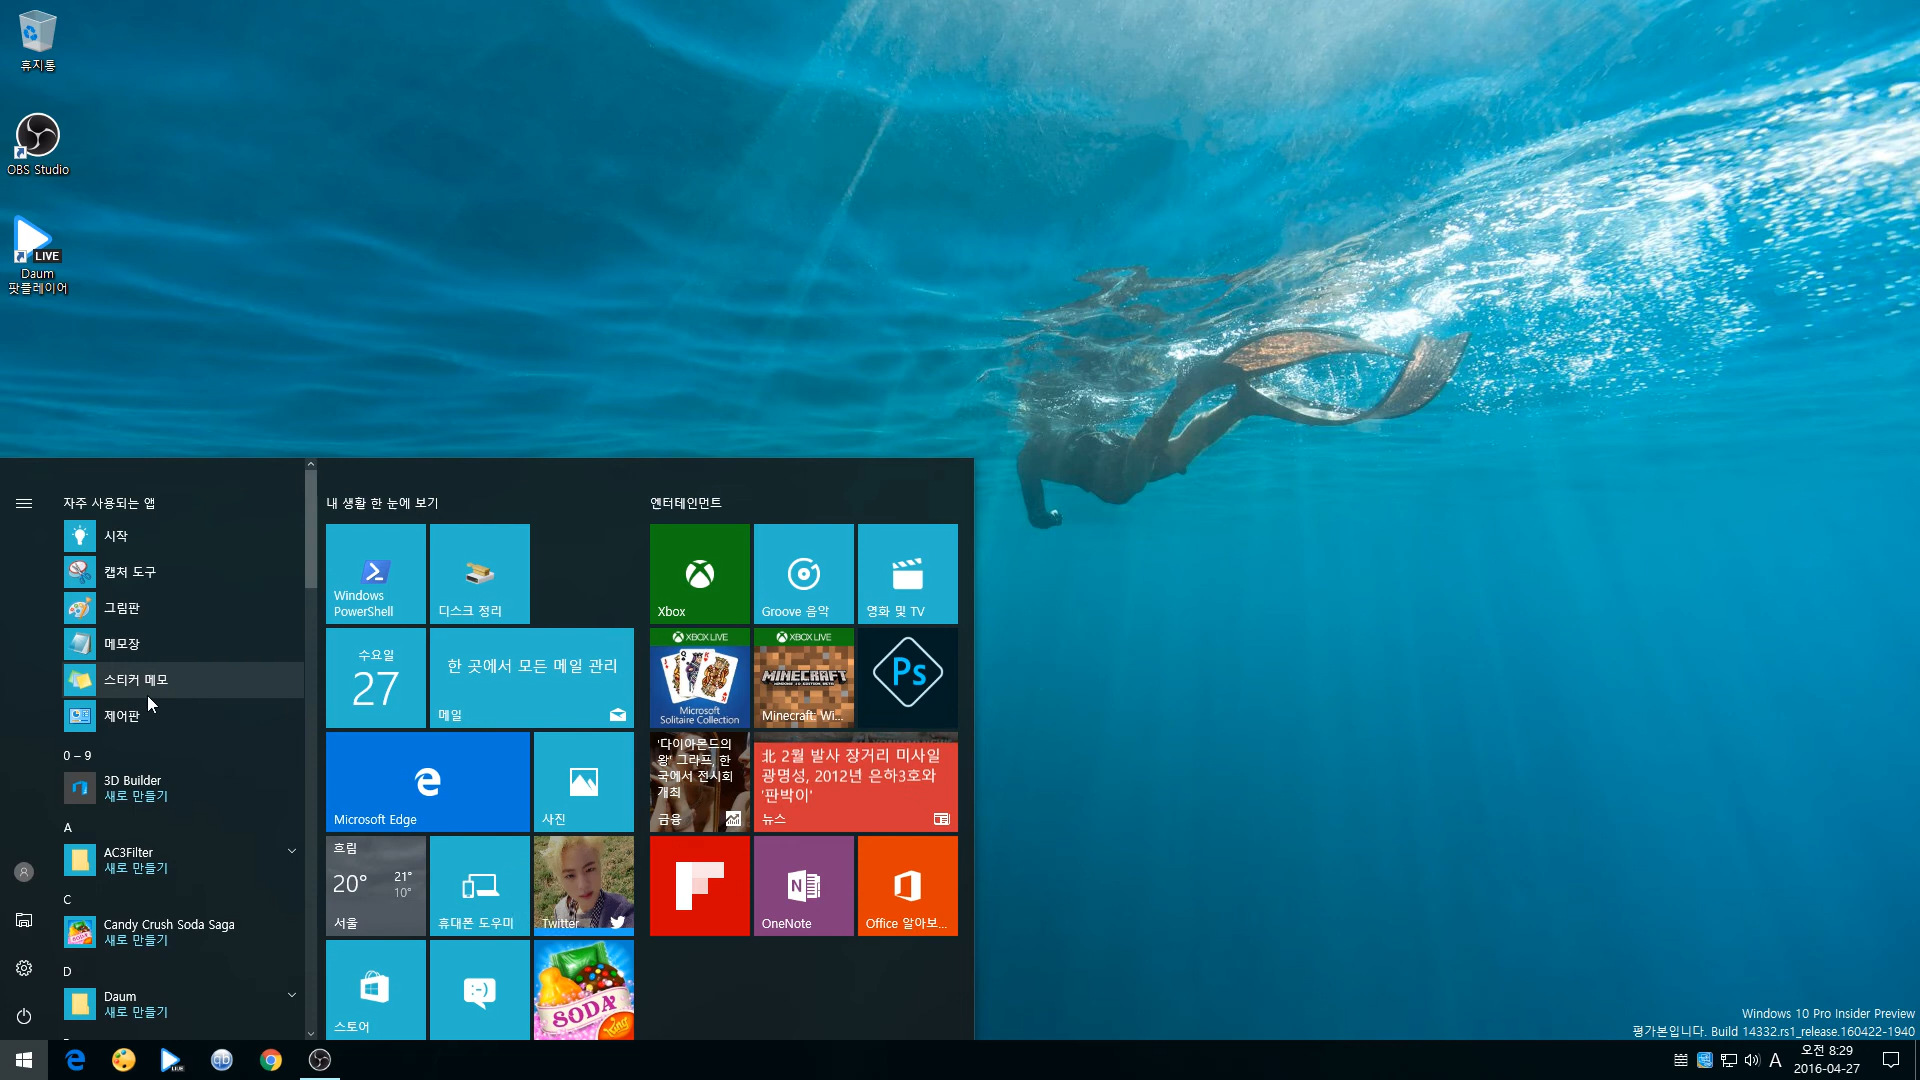 휴지통
OBS Studio
LIVE
Daum
팟플레이어
자주 사용되는 앱
시작
캡처 도구
그림판
메모장
스티커 메모
제어판
0 – 9
3D Builder
새로 만들기
A
AC3Filter
새로 만들기
C
Candy Crush Soda Saga
새로 만들기
D
Daum
새로 만들기
내 생활 한 눈에 보기
Windows
PowerShell
디스크 정리
수요일
27
한 곳에서 모든 메일 관리
메일
Microsoft Edge
사진
흐림
20°
21°
10°
서울
휴대폰 도우미
Twitter
스토어
SODA
King
엔터테인먼트
Xbox
Groove 음악
영화 및 TV
XBOX LIVE
Microsoft
Solitaire Collection
XBOX LIVE
MINECRAFT
WINDOWS 10 EDITION BETA
Minecraft: Wi...
Ps
'다이아몬드의
왕' 그라프, 한
국에서 전시회
개최
금융
北 2월 발사 장거리 미사일
광명성, 2012년 은하3호와
'판박이'
뉴스
OneNote
Office 알아보...
Windows 10 Pro Insider Preview
평가본입니다. Build 14332.rs1_release.160422-1940
A
오전 8:29
2016-04-27